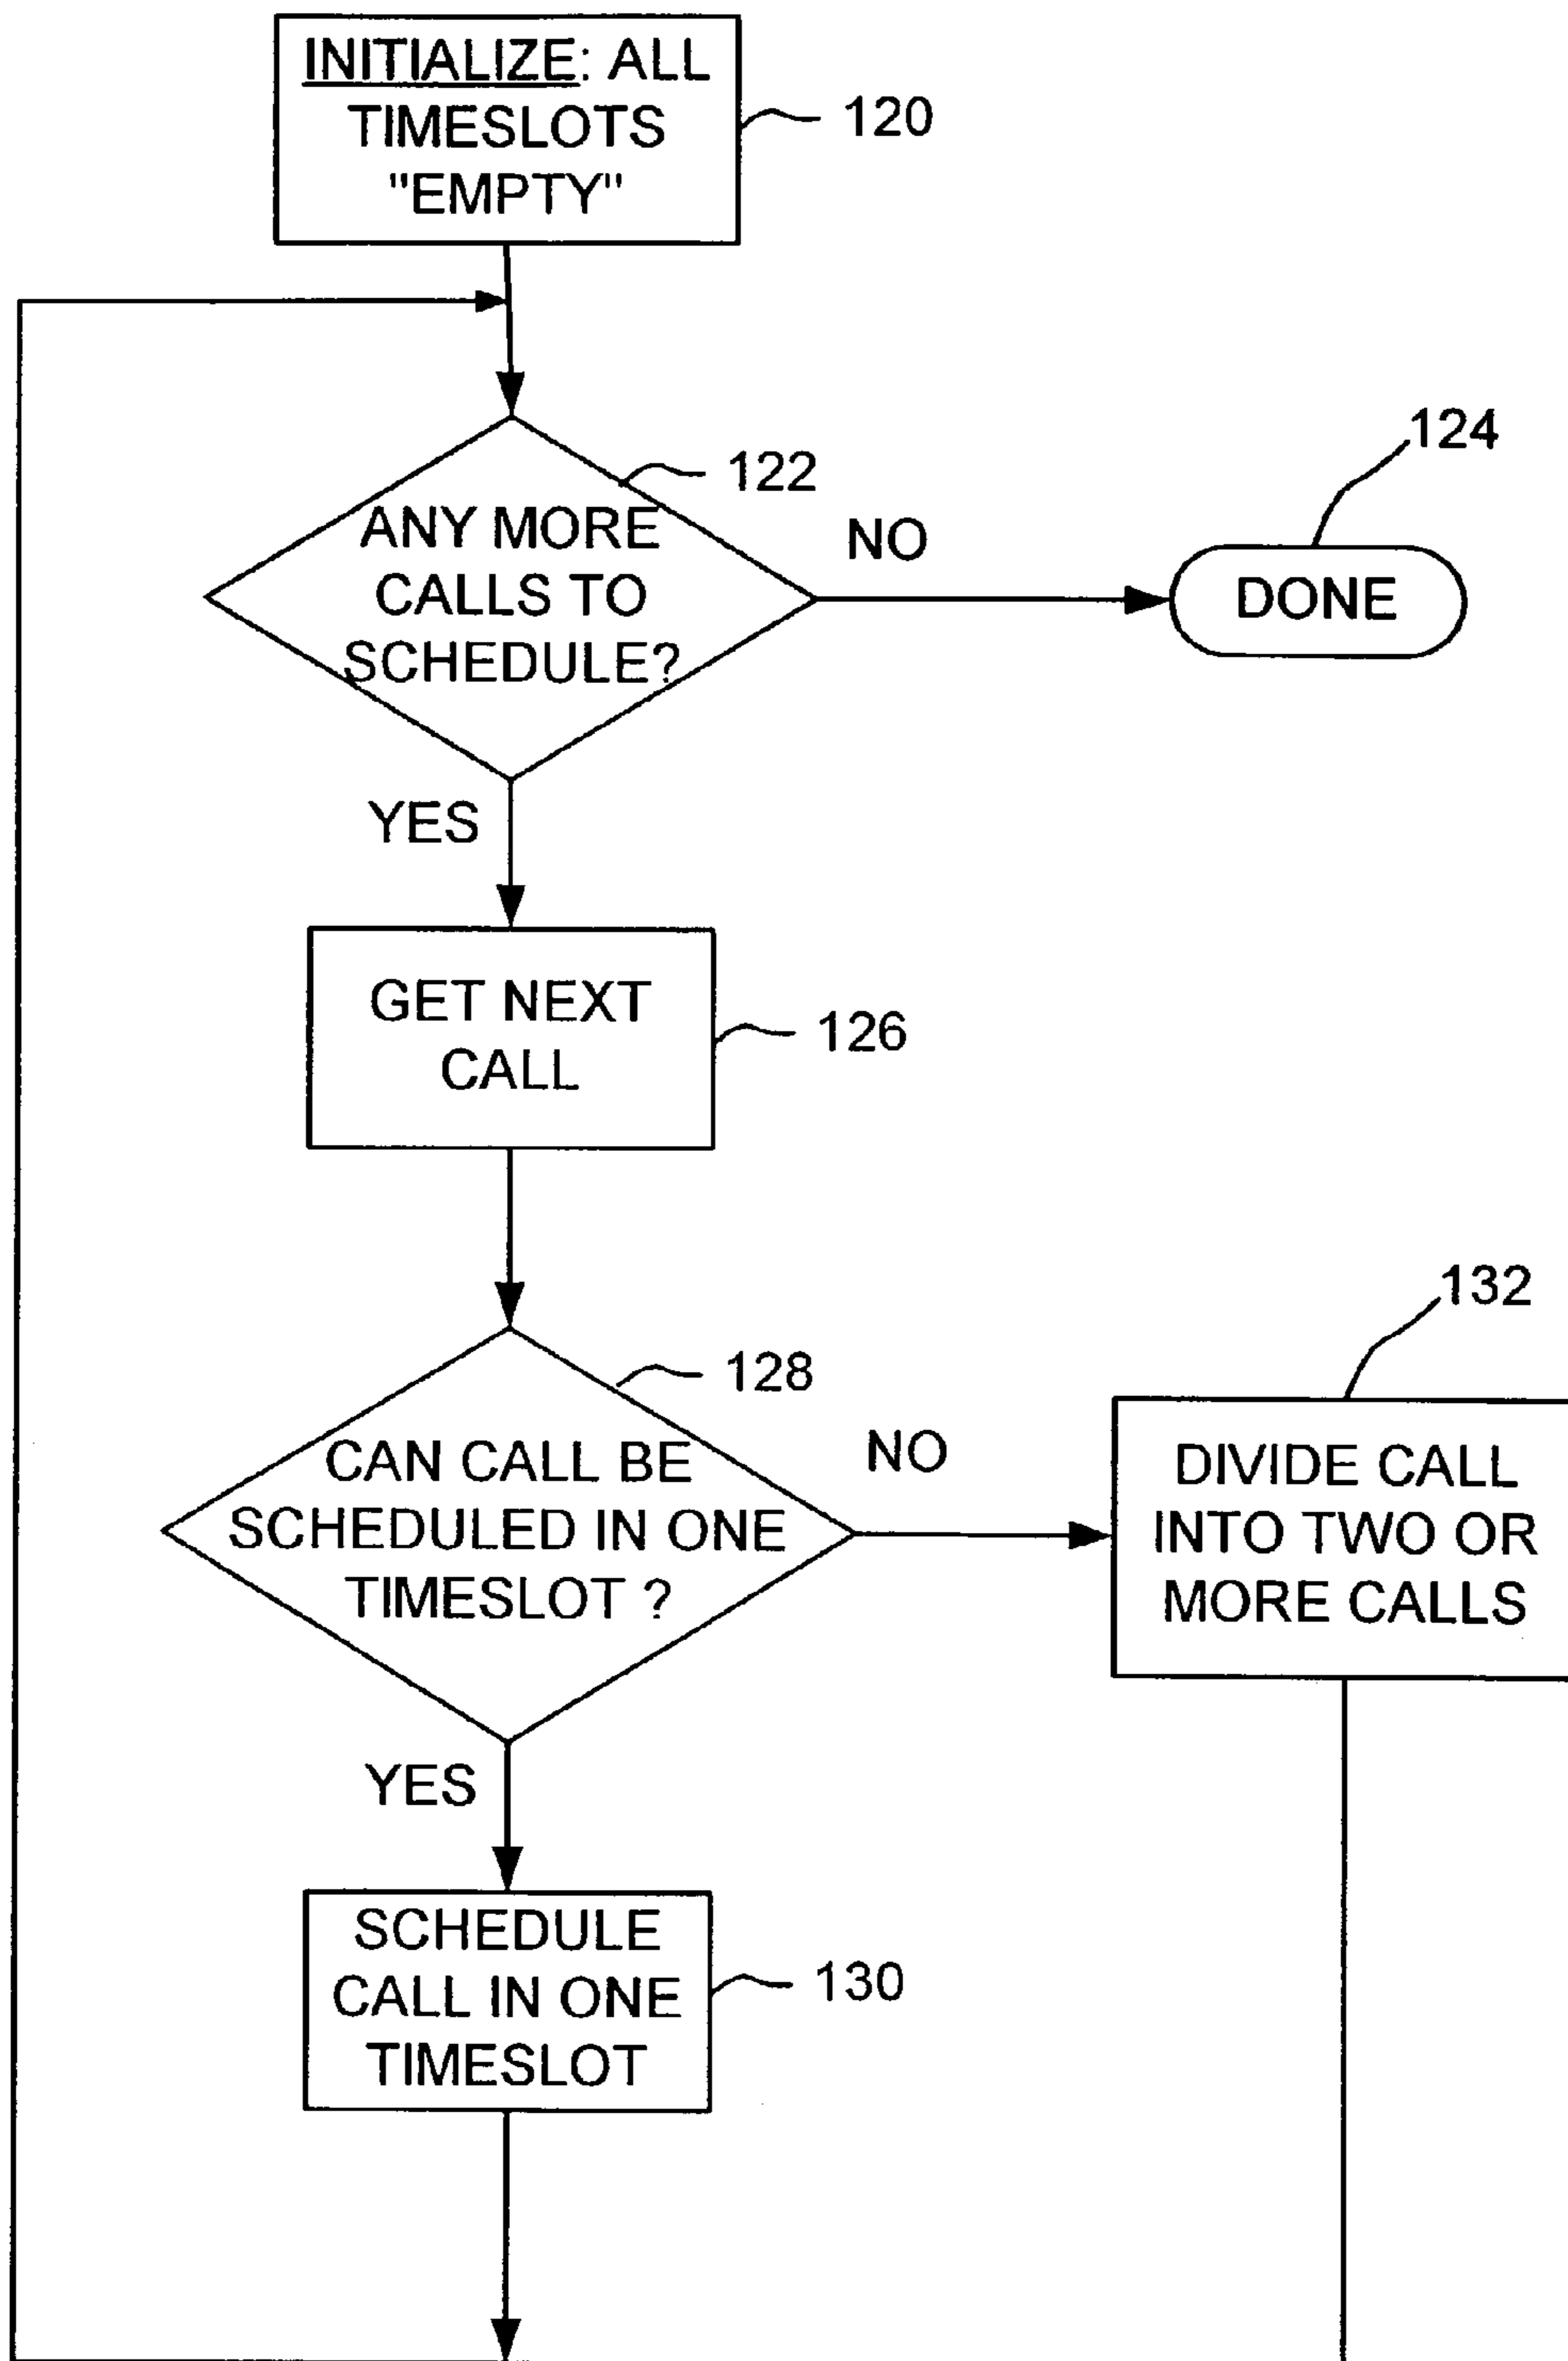 INITIALIZE: ALL
TIMESLOTS
"EMPTY"
120
122
124
ANY MORE
CALLS TO
SCHEDULE?
NO
DONE
YES
GET NEXT
CALL
126
128
132
CAN CALL BE
SCHEDULED IN ONE
TIMESLOT ?
NO
DIVIDE CALL
INTO TWO OR
MORE CALLS
YES
SCHEDULE
CALL IN ONE
TIMESLOT
130